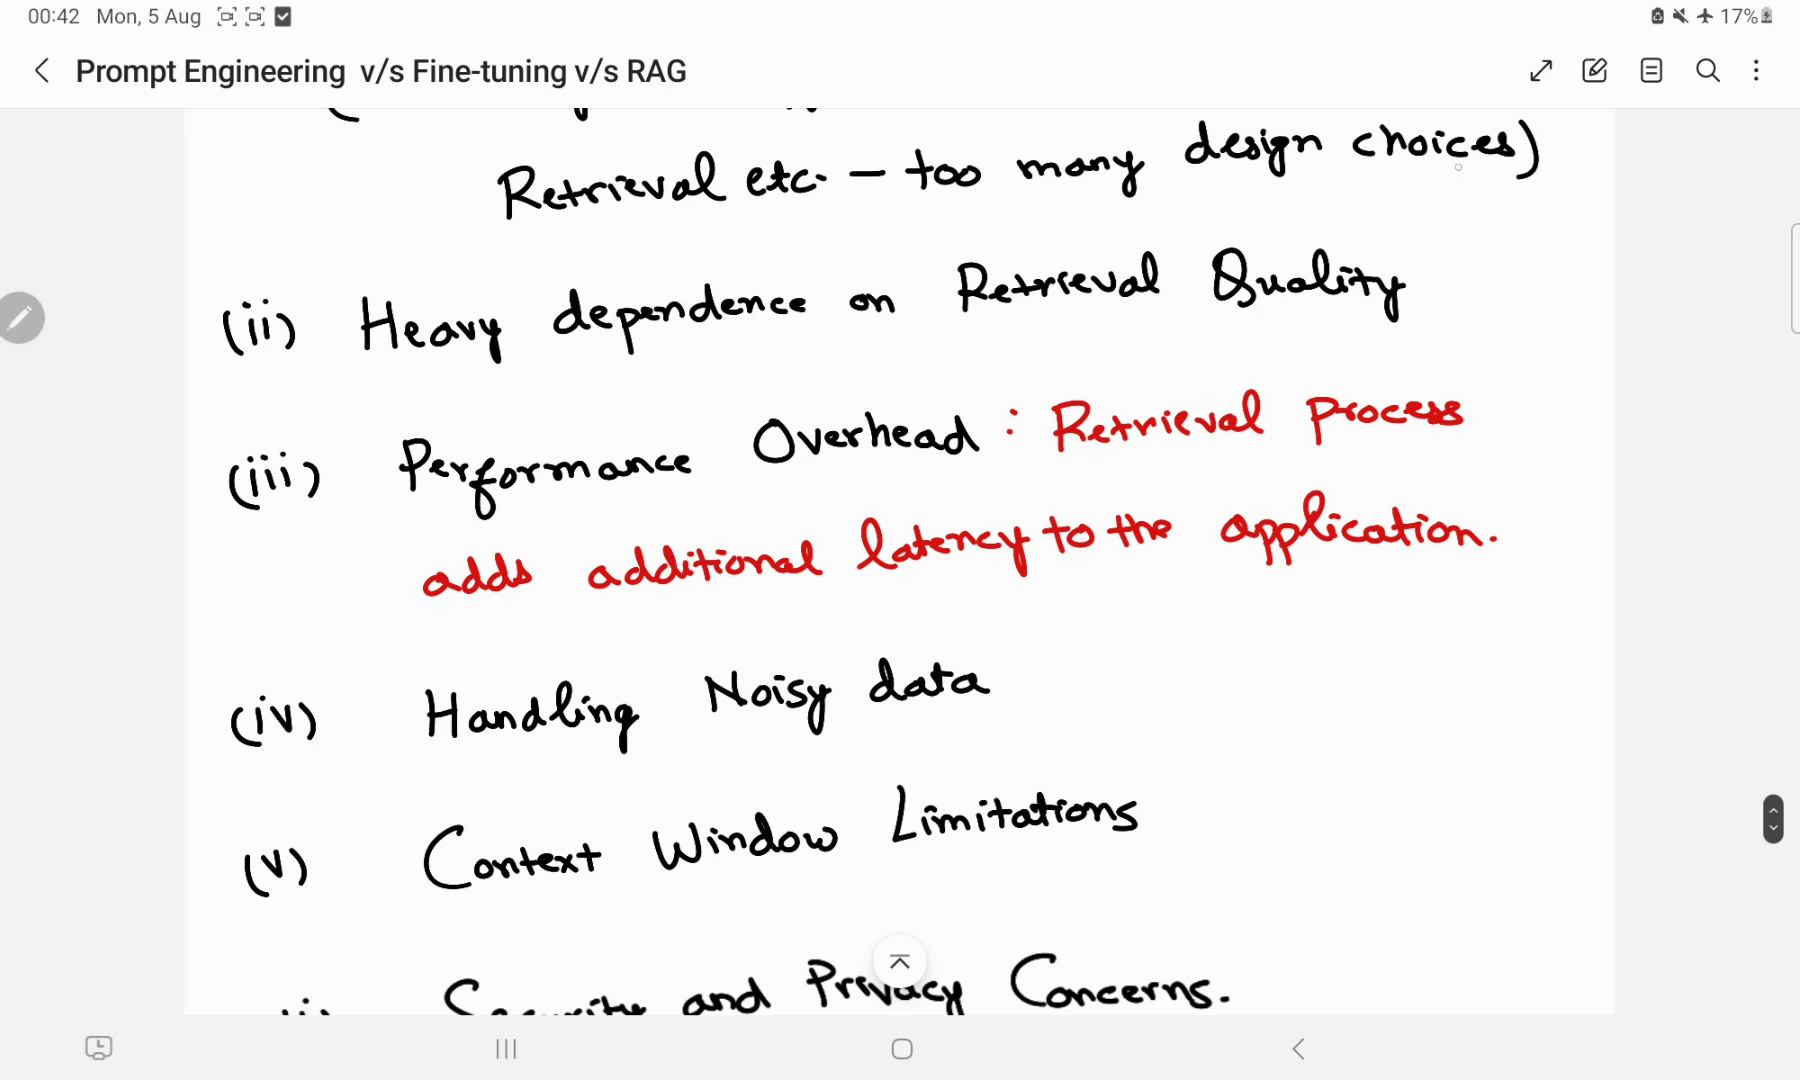 00:42 Mon, 5 Aug
17%
Prompt Engineering v/s Fine-tuning v/s RAG
Retrieval etc. - too many design choices)
(ii) Heavy dependence on Retrieval Quality
(iii) Performance Overhead : Retrieval process
adds additional latency to the application.
(iv) Handling Noisy data
(v) Context Window Limitations
Security and Privacy Concerns.